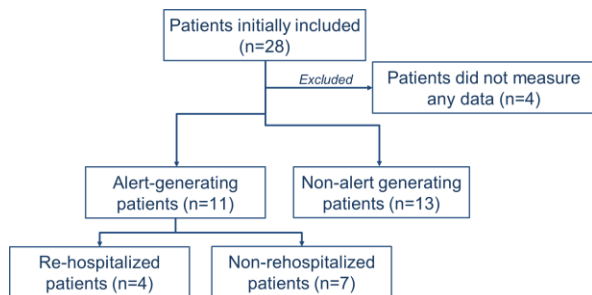 Patients initially included
(n=28)
Excluded
Patients did not measure
any data (n=4)
Alert-generating
patients (n=11)
Non-alert generating
patients (n=13)
Re-hospitalized
patients (n=4)
Non-rehospitalized
patients (n=7)